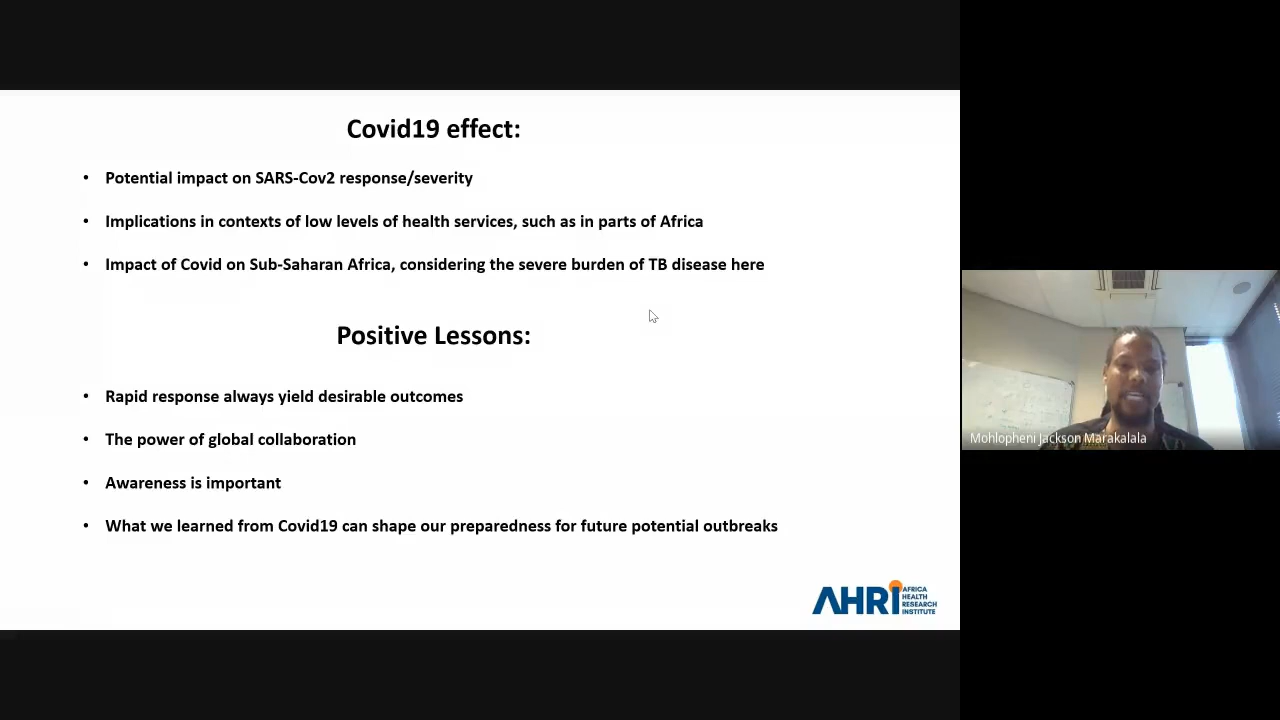 Covid19 effect:
• Potential impact on SARS-Cov2 response/severity
• Implications in contexts of low levels of health services, such as in parts of Africa
• Impact of Covid on Sub-Saharan Africa, considering the severe burden of TB disease here
Positive Lessons:
• Rapid response always yield desirable outcomes
• The power of global collaboration
• Awareness is important
• What we learned from Covid19 can shape our preparedness for future potential outbreaks
AHRI
AFRICA
HEALTH
RESEARCH
INSTITUTE
Mohlopheni Jackson Marakalala